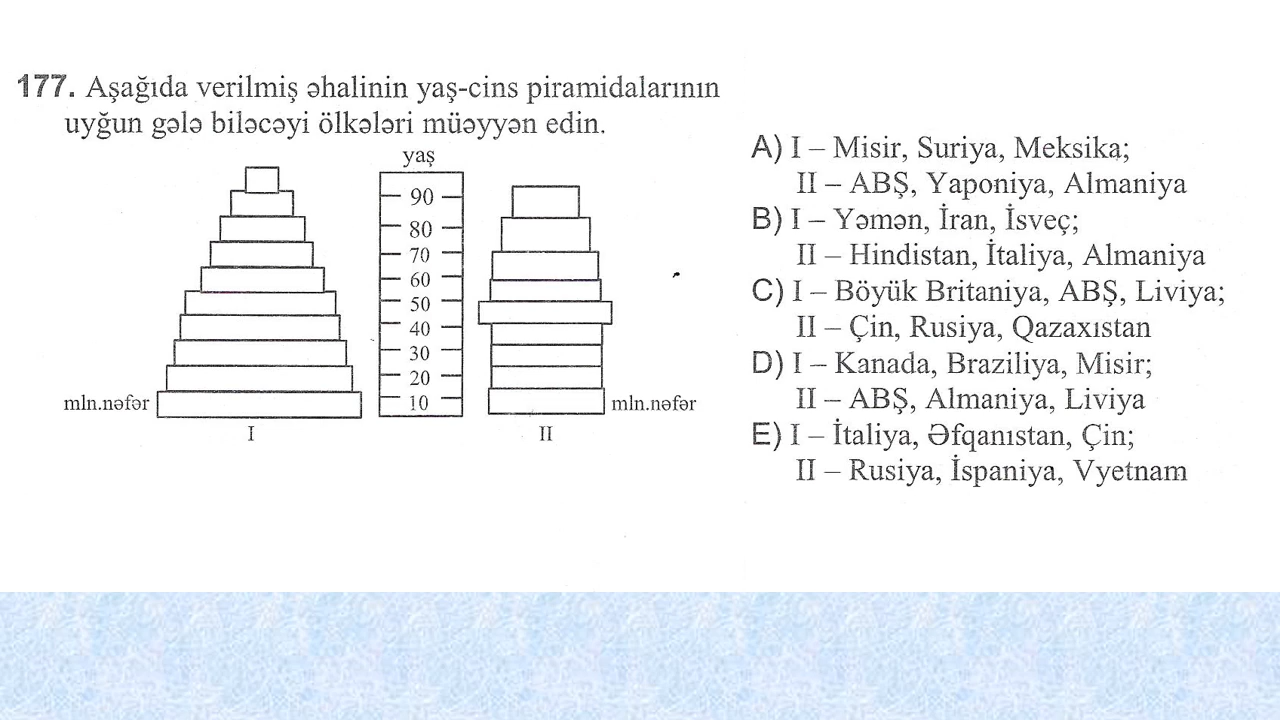 177. Aşağıda verilmiş əhalinin yaş-cins piramidalarının
uyğun gələ biləcəyi ölkələri müəyyən edin.
yaş
90
80
70
60
50
40
30
20
10
mln.nəfər
mln.nəfər
I
II
A) I – Misir, Suriya, Meksika;
II – ABŞ, Yaponiya, Almaniya
B) I – Yəmən, İran, İsveç;
II – Hindistan, İtaliya, Almaniya
C) I – Böyük Britaniya, ABŞ, Liviya;
II – Çin, Rusiya, Qazaxıstan
D) I – Kanada, Braziliya, Misir;
II – ABŞ, Almaniya, Liviya
E) I – İtaliya, Əfqanıstan, Çin;
II – Rusiya, İspaniya, Vyetnam